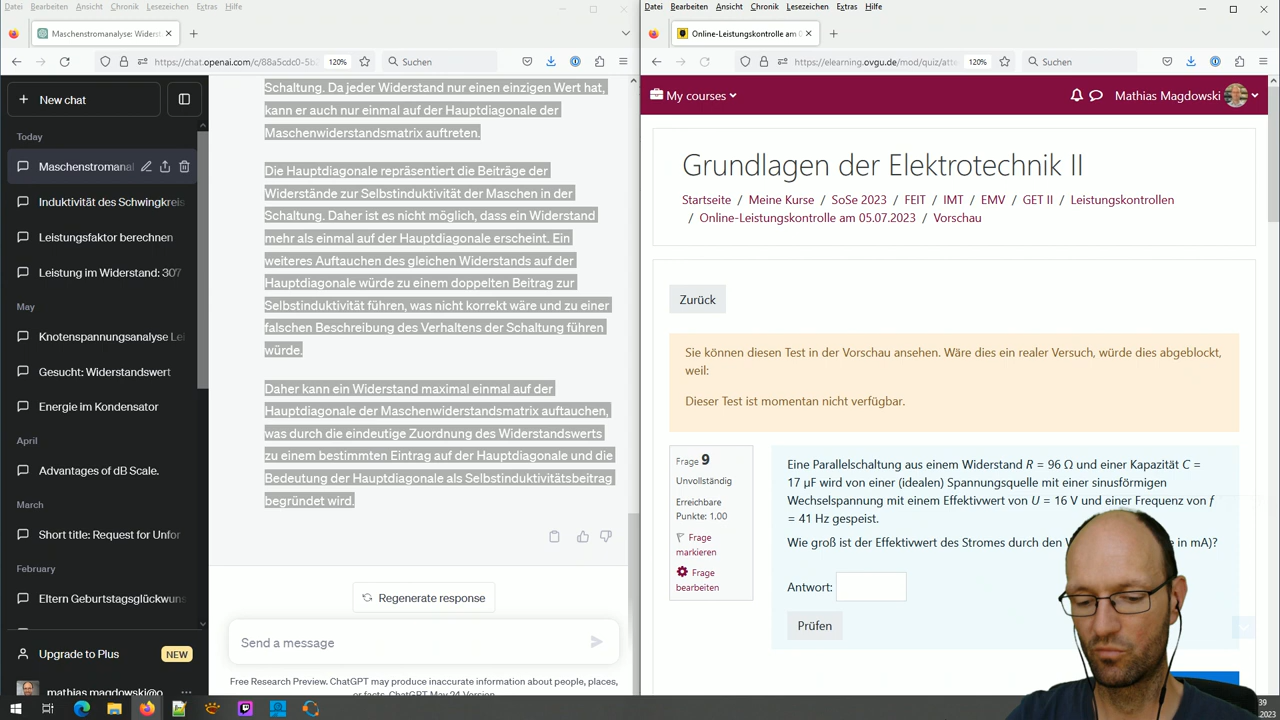 Datei Bearbeiten Ansicht Chronik Lesezeichen Extras Hilfe
Maschenstromanalyse: Widerst
https://chat.openai.com/c/88a5cdc0-5b
120%
Suchen
New chat
Today
Maschenstromanal
Induktivität des Schwingkreis
Leistungsfaktor berechnen
Leistung im Widerstand: 307
May
Knotenspannungsanalyse Lei
Gesucht: Widerstandswert
Energie im Kondensator
April
Advantages of dB Scale.
March
Short title: Request for Unfor
February
Eltern Geburtstagsglückwuns
Upgrade to Plus NEW
mathias.magdowski@o
Schaltung. Da jeder Widerstand nur einen einzigen Wert hat,
kann er auch nur einmal auf der Hauptdiagonale der
Maschenwiderstandsmatrix auftreten.
Die Hauptdiagonale repräsentiert die Beiträge der
Widerstände zur Selbstinduktivität der Maschen in der
Schaltung. Daher ist es nicht möglich, dass ein Widerstand
mehr als einmal auf der Hauptdiagonale erscheint. Ein
weiteres Auftauchen des gleichen Widerstands auf der
Hauptdiagonale würde zu einem doppelten Beitrag zur
Selbstinduktivität führen, was nicht korrekt wäre und zu einer
falschen Beschreibung des Verhaltens der Schaltung führen
würde.
Daher kann ein Widerstand maximal einmal auf der
Hauptdiagonale der Maschenwiderstandsmatrix auftauchen,
was durch die eindeutige Zuordnung des Widerstandswerts
zu einem bestimmten Eintrag auf der Hauptdiagonale und die
Bedeutung der Hauptdiagonale als Selbstinduktivitätsbeitrag
begründet wird.
Regenerate response
Send a message
Free Research Preview. ChatGPT may produce inaccurate information about people, places,
or facts. ChatGPT May 24 Version
Datei Bearbeiten Ansicht Chronik Lesezeichen Extras Hilfe
Online-Leistungskontrolle am 0
https://elearning.ovgu.de/mod/quiz/atte
120%
Suchen
My courses
Mathias Magdowski
Grundlagen der Elektrotechnik II
Startseite / Meine Kurse / SoSe 2023 / FEIT / IMT / EMV / GET II / Leistungskontrollen
/ Online-Leistungskontrolle am 05.07.2023 / Vorschau
Zurück
Sie können diesen Test in der Vorschau ansehen. Wäre dies ein realer Versuch, würde dies abgeblockt,
weil:
Dieser Test ist momentan nicht verfügbar.
Frage 9
Unvollständig
Erreichbare
Punkte: 1,00
Frage
markieren
Frage
bearbeiten
Eine Parallelschaltung aus einem Widerstand R = 96 Ω und einer Kapazität C =
17 μF wird von einer (idealen) Spannungsquelle mit einer sinusförmigen
Wechselspannung mit einem Effektivwert von U = 16 V und einer Frequenz von f
= 41 Hz gespeist.
Wie groß ist der Effektivwert des Stromes durch den
in mA)?
Antwort:
Prüfen